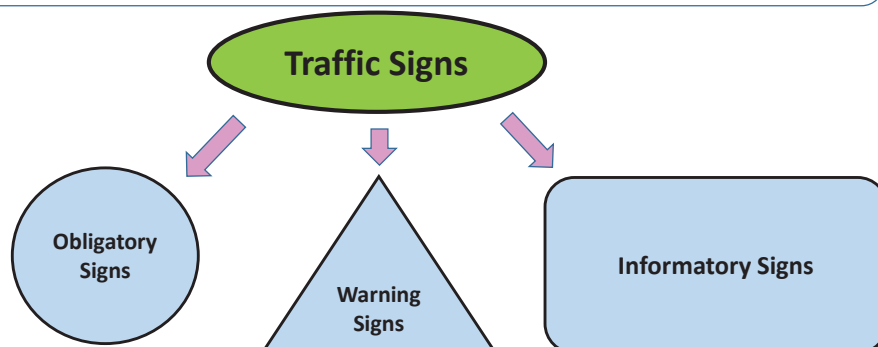 Traffic Signs
Obligatory
Signs
Warning
Signs
Informatory Signs